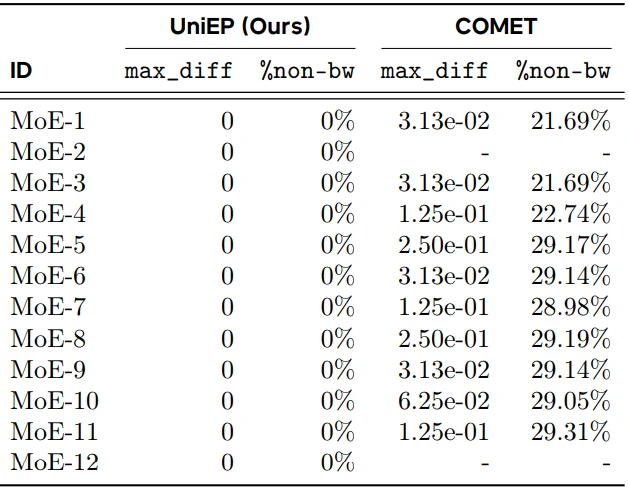 UniEP (Ours) COMET
ID max_diff %non-bw max_diff %non-bw
MoE-1 0 0% 3.13e-02 21.69%
MoE-2 0 0% - -
MoE-3 0 0% 3.13e-02 21.69%
MoE-4 0 0% 1.25e-01 22.74%
MoE-5 0 0% 2.50e-01 29.17%
MoE-6 0 0% 3.13e-02 29.14%
MoE-7 0 0% 1.25e-01 28.98%
MoE-8 0 0% 2.50e-01 29.19%
MoE-9 0 0% 3.13e-02 29.14%
MoE-10 0 0% 6.25e-02 29.05%
MoE-11 0 0% 1.25e-01 29.31%
MoE-12 0 0% - -